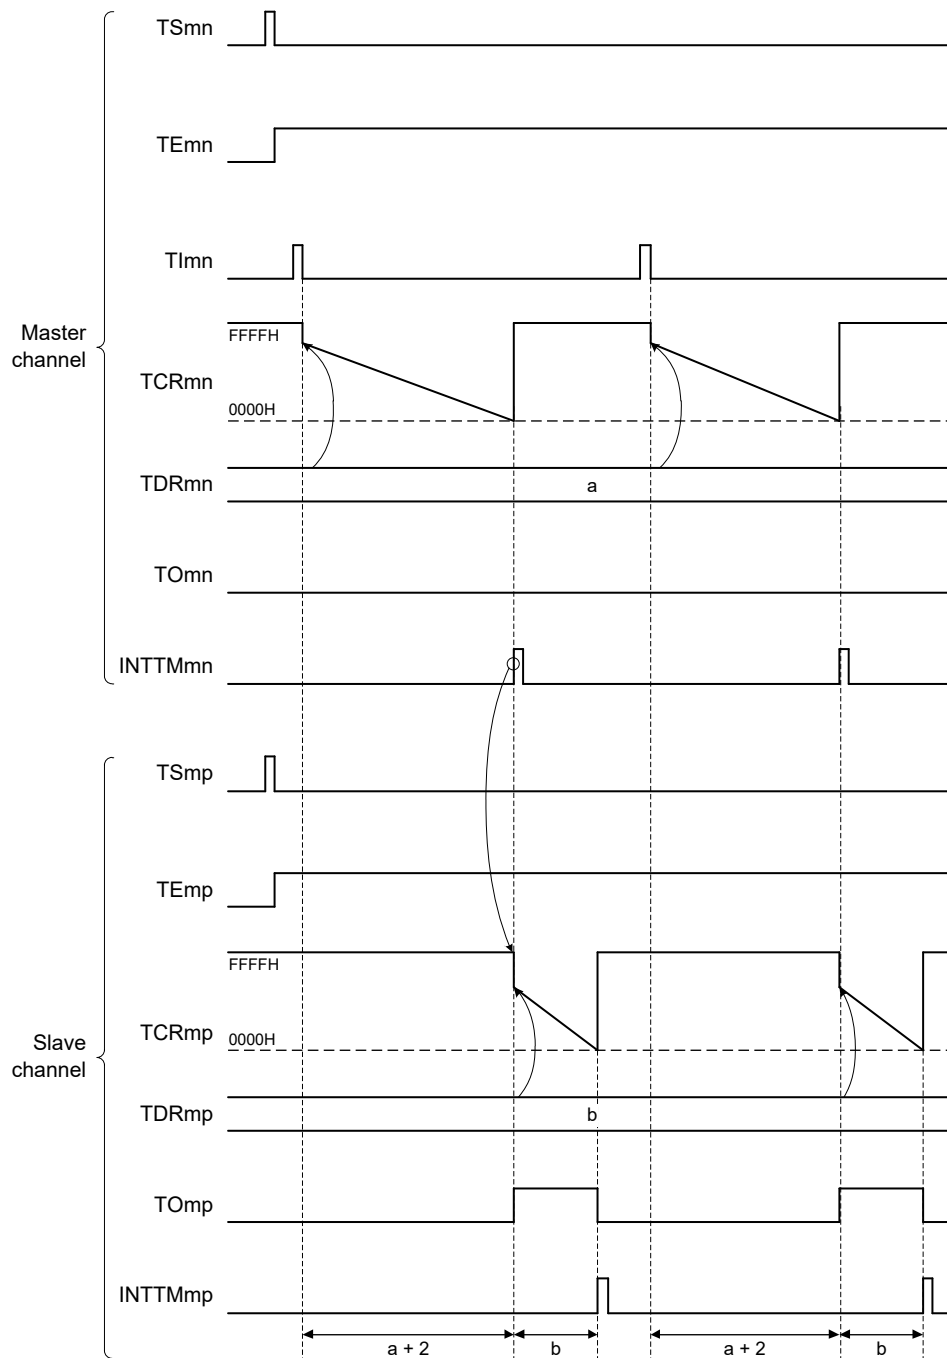 TSmn
TEmn
TImn
Master
channel
FFFFH
TCRmn
0000H
TDRmn
a
TOmn
INTTMmn
TSmp
TEmp
FFFFH
Slave
channel
TCRmp
0000H
TDRmp
b
TOmp
INTTMmp
a + 2 b a + 2 b